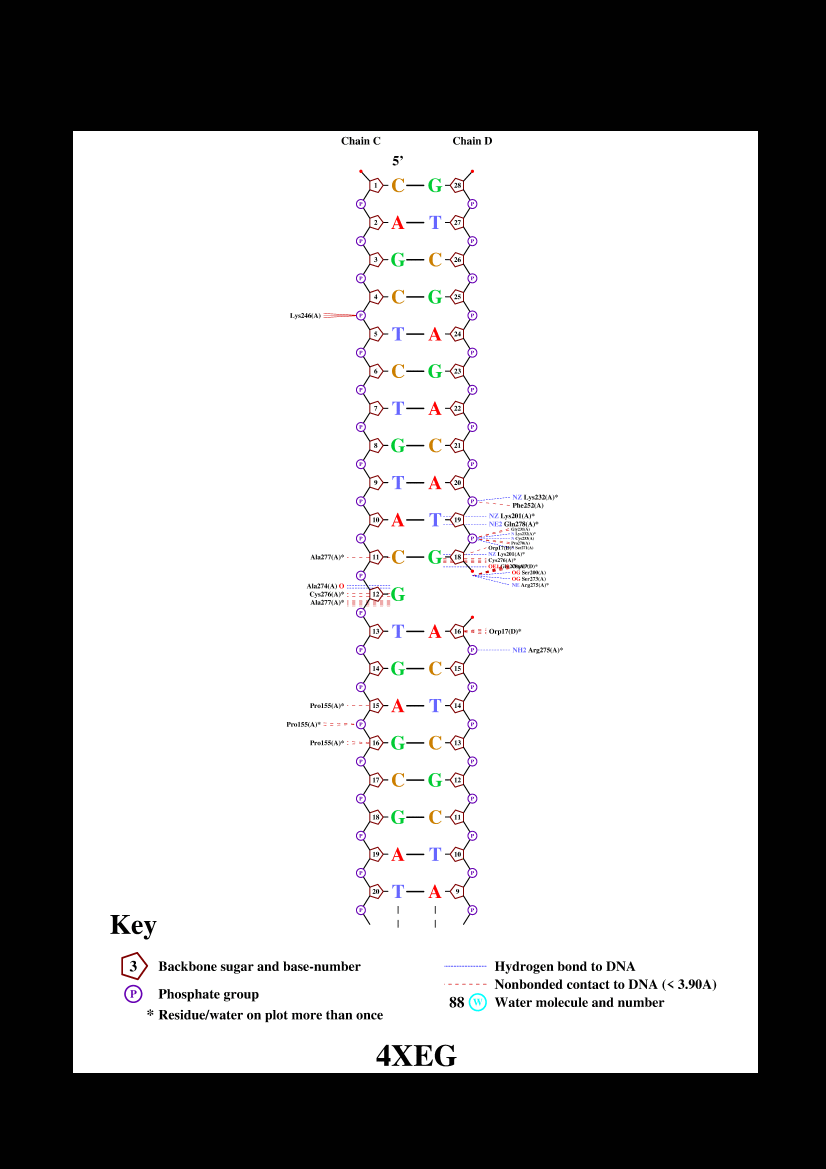 Chain C Chain D
5’
1 C G 28
P P
2 A T 27
P P
3 G C 26
P P
4 C G 25
Lys246(A) P P
5 T A 24
P P
6 C G 23
P P
7 T A 22
P P
8 G C 21
P P
9 T A 20
P P NZ Lys232(A)*
Phe252(A)
NZ Lys201(A)*
10 A T 19
NE2 Gln278(A)*
P P
Ala277(A)* 11 C G 18
NZ Lys201(A)*
Cys276(A)*
P
OG Ser200(A)
OG Ser273(A)
NE Arg275(A)*
Ala274(A) O
Cys276(A)* 12 G
Ala277(A)*
P
13 T A 16 Orp17(D)*
P P NH2 Arg275(A)*
14 G C 15
P P
Pro155(A)* 15 A T 14
Pro155(A)* P P
Pro155(A)* 16 G C 13
P P
17 C G 12
P P
18 G C 11
P P
19 A T 10
P P
20 T A 9
P P
Key
3 Backbone sugar and base-number
P Phosphate group
* Residue/water on plot more than once
Hydrogen bond to DNA
Nonbonded contact to DNA (< 3.90A)
88 W Water molecule and number
4XEG